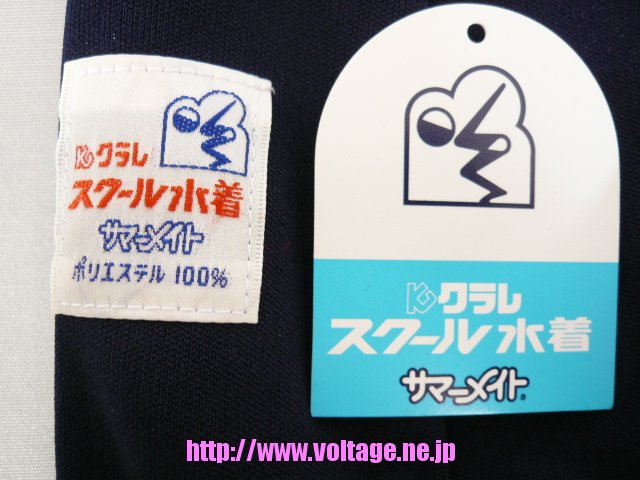 クラレ
スクール水着
サマーメイト
ポリエステル 100%
クラレ
スクール水着
サマーメイト®
http://www.voltage.ne.jp